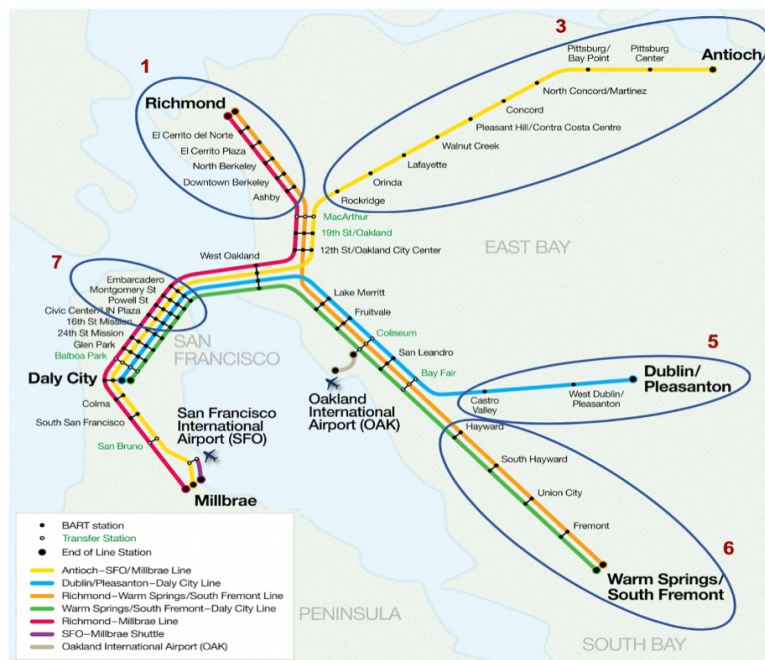 3
Pittsburg/
Bay Point
Pittsburg
Center
Antioch
1
Richmond
North Concord/Martinez
Concord
El Cerrito del Norte
Pleasant Hill/Contra Costa Centre
El Cerrito Plaza
Walnut Creek
North Berkeley
Lafayette
Downtown Berkeley
Orinda
Ashby
Rockridge
MacArthur
19th St/Oakland
12th St/Oakland City Center
EAST BAY
West Oakland
7
Embarcadero
Montgomery St
Powell St
Civic Center/UN Plaza
16th St Mission
24th St Mission
Glen Park
Balboa Park
Daly City
SAN
FRANCISCO
Lake Merritt
Fruitvale
Coliseum
San Leandro
Bay Fair
5
Dublin/
Pleasanton
Castro
Valley
West Dublin/
Pleasanton
Colma
South San Francisco
San Bruno
San Francisco
International
Airport (SFO)
Oakland
International
Airport (OAK)
Millbrae
Hayward
South Hayward
Union City
Fremont
6
Warm Springs/
South Fremont
BART station
Transfer Station
End of Line Station
Antioch–SFO/Millbrae Line
Dublin/Pleasanton–Daly City Line
Richmond–Warm Springs/South Fremont Line
Warm Springs/South Fremont–Daly City Line
Richmond–Millbrae Line
SFO–Millbrae Shuttle
Oakland International Airport (OAK)
PENINSULA
SOUTH BAY